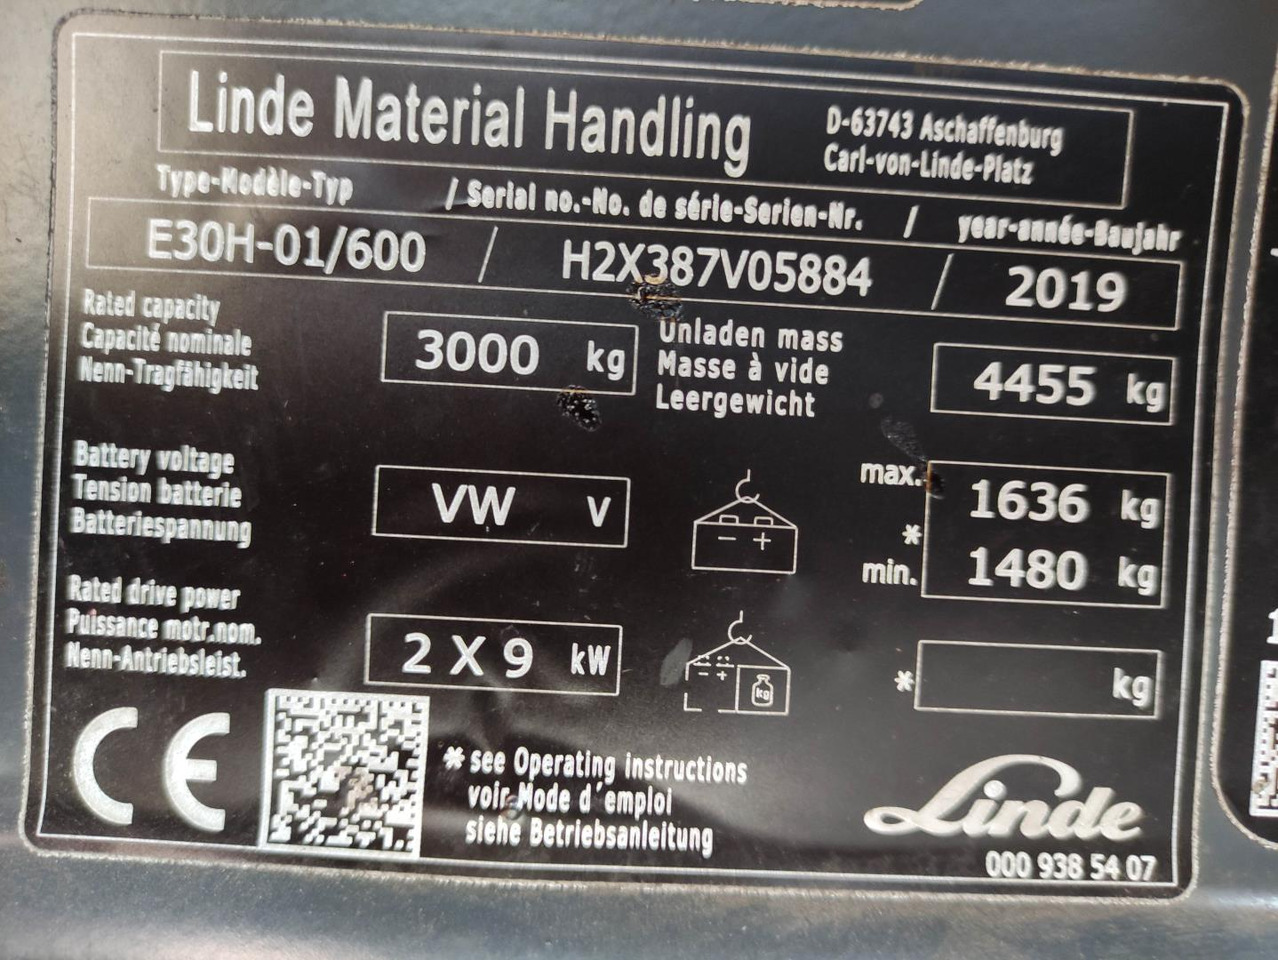 Linde Material Handling
D-63743 Aschaffenburg
Carl-von-Linde-Platz
Type-Modèle-Typ / Serial no.-No. de série-Serien-Nr. / year-année-Baujahr
E30H-01/600 / H2X387V05884 / 2019
Rated capacity
Capacité nominale
Nenn-Tragfähigkeit
3000 kg
Unladen mass
Masse à vide
Leergewicht
4455 kg
Battery voltage
Tension batterie
Batteriespannung
VW V
max. 1636 kg
*
min. 1480 kg
Rated drive power
Puissance motr.nom.
Nenn-Antriebsleist.
2 X 9 kW
kg
* kg
CE
* see Operating instructions
voir Mode d'emploi
siehe Betriebsanleitung
Linde
000 938 54 07